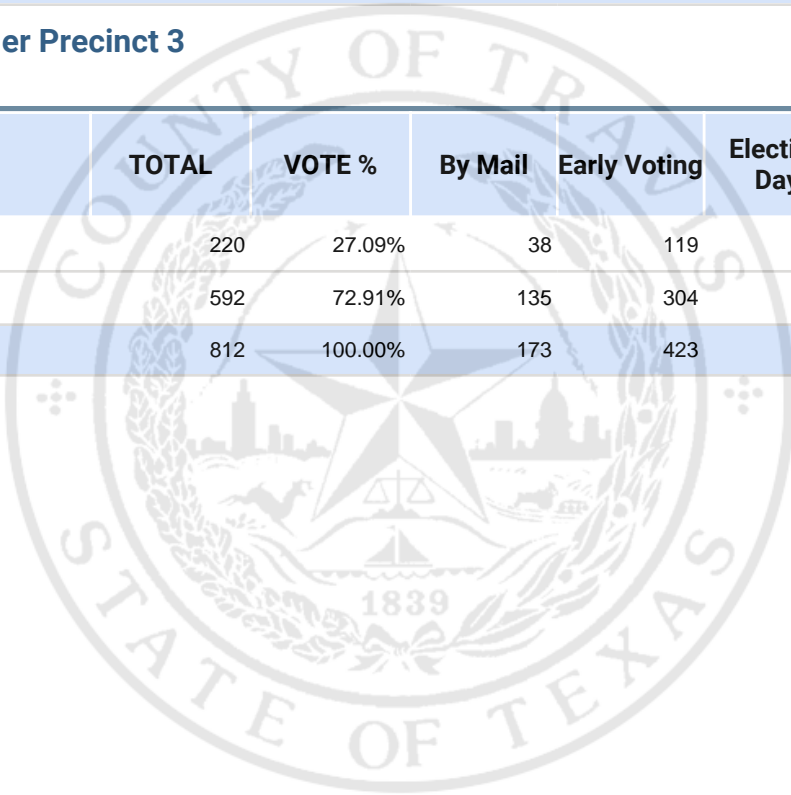 er Precinct 3
TOTAL VOTE % By Mail Early Voting Electi
Day
220 27.09% 38 119
592 72.91% 135 304
812 100.00% 173 423
COUNTY OF TRAVIS
1839
STATE OF TEXAS